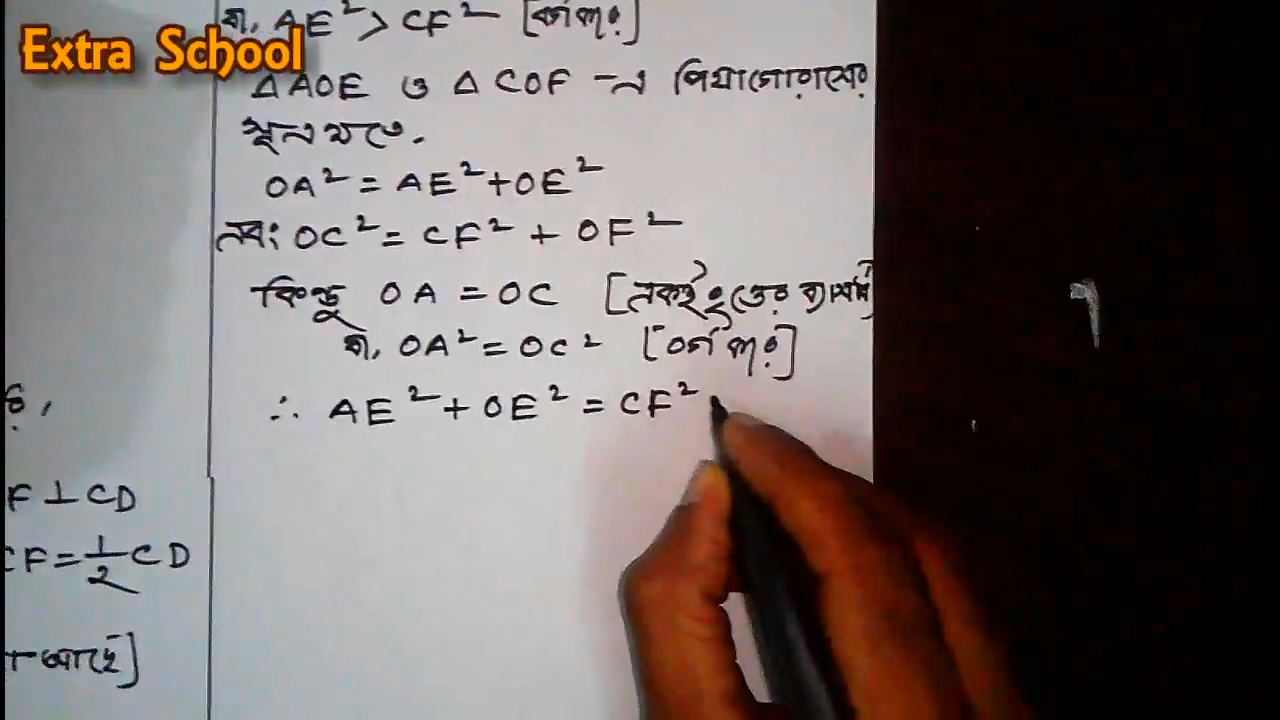 বা, AE² > CF² [বর্গ করে]
Extra School
△AOE ও △COF -এ পিথাগোরাসের
সূত্র মতে,
OA² = AE² + OE²
এবং OC² = CF² + OF²
কিন্তু OA = OC [একই বৃত্তের ব্যাসার্ধ]
বা, OA² = OC² [বর্গ করে]
∴ AE² + OE² = CF²
F ⊥ CD
CF = 1/2 CD
আছে]